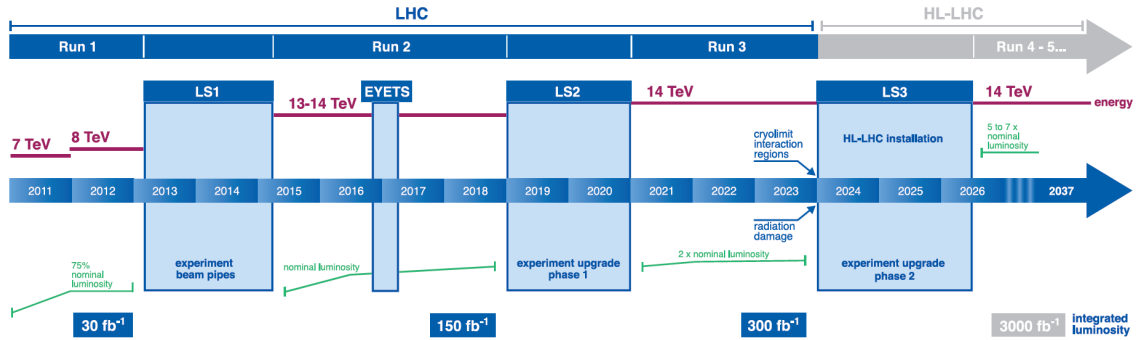 LHC
HL-LHC
Run 1
Run 2
Run 3
Run 4 - 5...
LS1
EYETS
LS2
LS3
13-14 TeV
14 TeV
14 TeV
energy
7 TeV
8 TeV
cryolimit
interaction
regions
HL-LHC installation
5 to 7 x
nominal
luminosity
2011
2012
2013
2014
2015
2016
2017
2018
2019
2020
2021
2022
2023
2024
2025
2026
2037
radiation
damage
75%
nominal
luminosity
experiment
beam pipes
nominal luminosity
experiment upgrade
phase 1
2 x nominal luminosity
experiment upgrade
phase 2
30 fb⁻¹
150 fb⁻¹
300 fb⁻¹
3000 fb⁻¹
integrated
luminosity